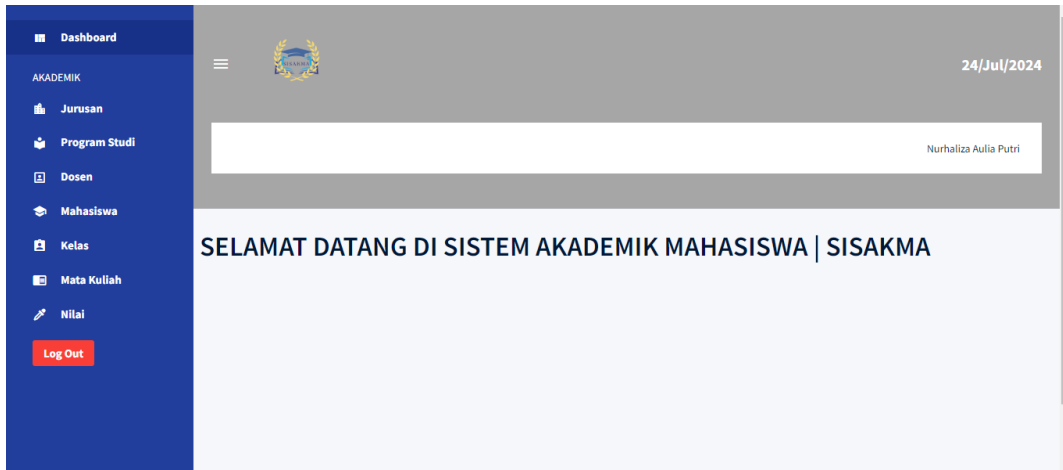 Dashboard
AKADEMIK
Jurusan
Program Studi
Dosen
Mahasiswa
Kelas
Mata Kuliah
Nilai
Log Out
SISAKMA
24/Jul/2024
Nurhaliza Aulia Putri
SELAMAT DATANG DI SISTEM AKADEMIK MAHASISWA | SISAKMA